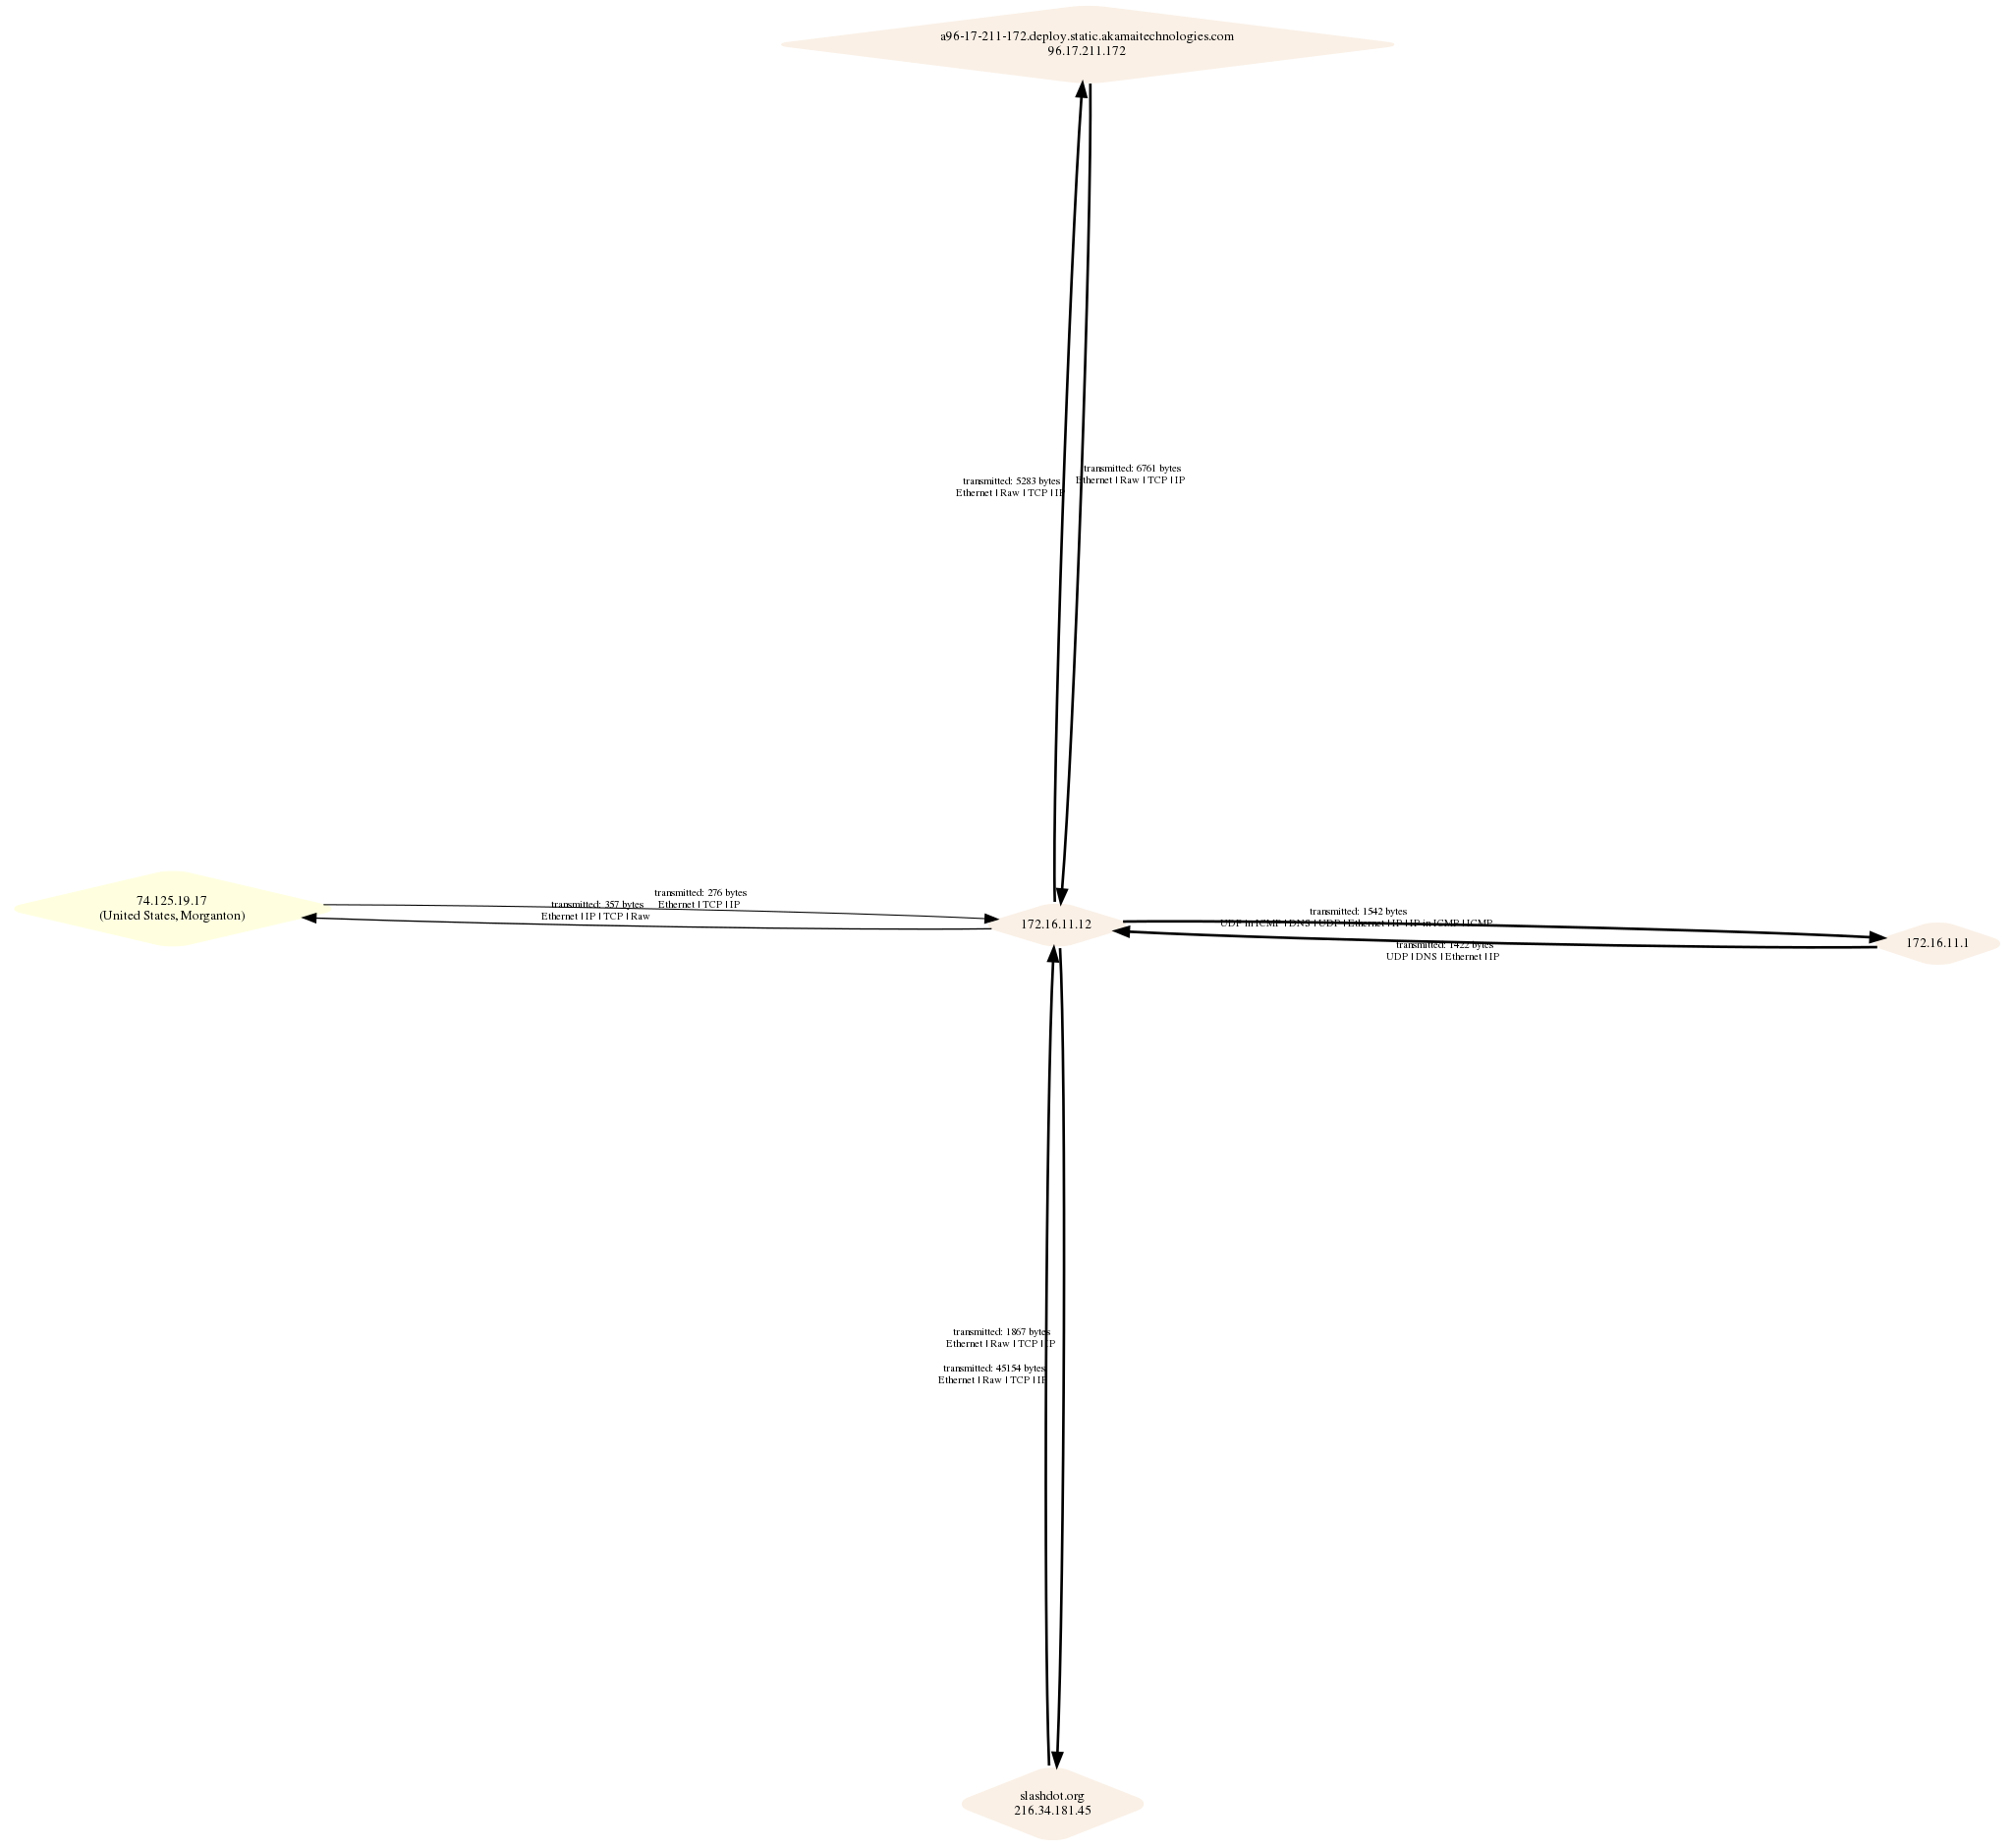 a96-17-211-172.deploy.static.akamaitechnologies.com
96.17.211.172
transmitted: 6761 bytes
Ethernet | Raw | TCP | IP
transmitted: 5283 bytes
Ethernet | Raw | TCP | IP
74.125.19.17
(United States, Morganton)
transmitted: 276 bytes
Ethernet | TCP | IP
transmitted: 357 bytes
Ethernet | IP | TCP | Raw
172.16.11.12
transmitted: 1542 bytes
UDP in ICMP | DNS | UDP | Ethernet | IP | IP in ICMP | ICMP
172.16.11.1
transmitted: 1422 bytes
UDP | DNS | Ethernet | IP
transmitted: 1867 bytes
Ethernet | Raw | TCP | IP
transmitted: 45154 bytes
Ethernet | Raw | TCP | IP
slashdot.org
216.34.181.45